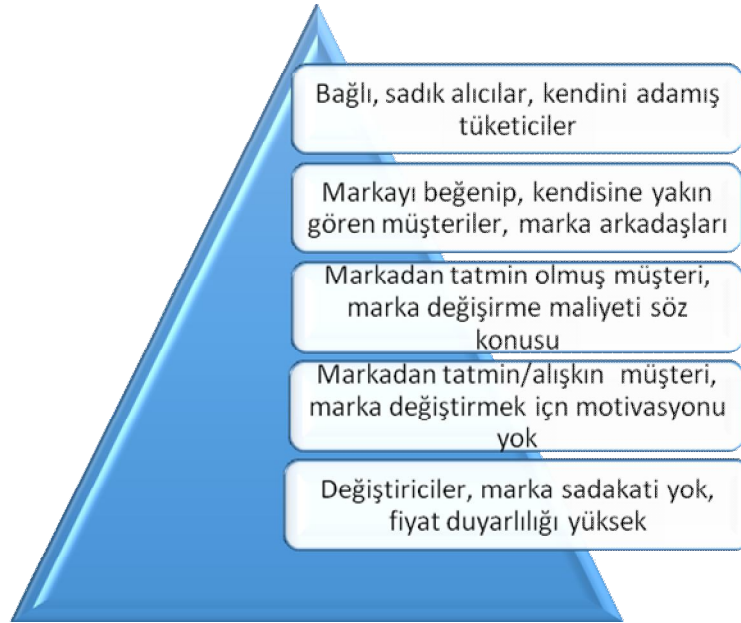 Bağlı, sadık alıcılar, kendini adamış
tüketiciler
Markayı beğenip, kendisine yakın
gören müşteriler, marka arkadaşları
Markadan tatmin olmuş müşteri,
marka değişirme maliyeti söz
konusu
Markadan tatmin/alışkın  müşteri,
marka değiştirmek içn motivasyonu
yok
Değiştiriciler, marka sadakati yok,
fiyat duyarlılığı yüksek